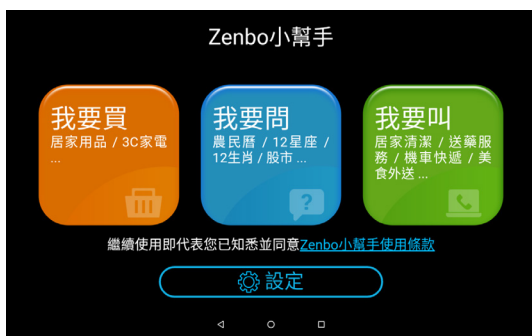 Zenbo小幫手
我要買
居家用品 / 3C家電
...
我要問
農民曆 / 12星座 /
12生肖 / 股市 ...
我要叫
居家清潔 / 送藥服
務 / 機車快遞 / 美
食外送 ...
?
繼續使用即代表您已知悉並同意Zenbo小幫手使用條款
設定